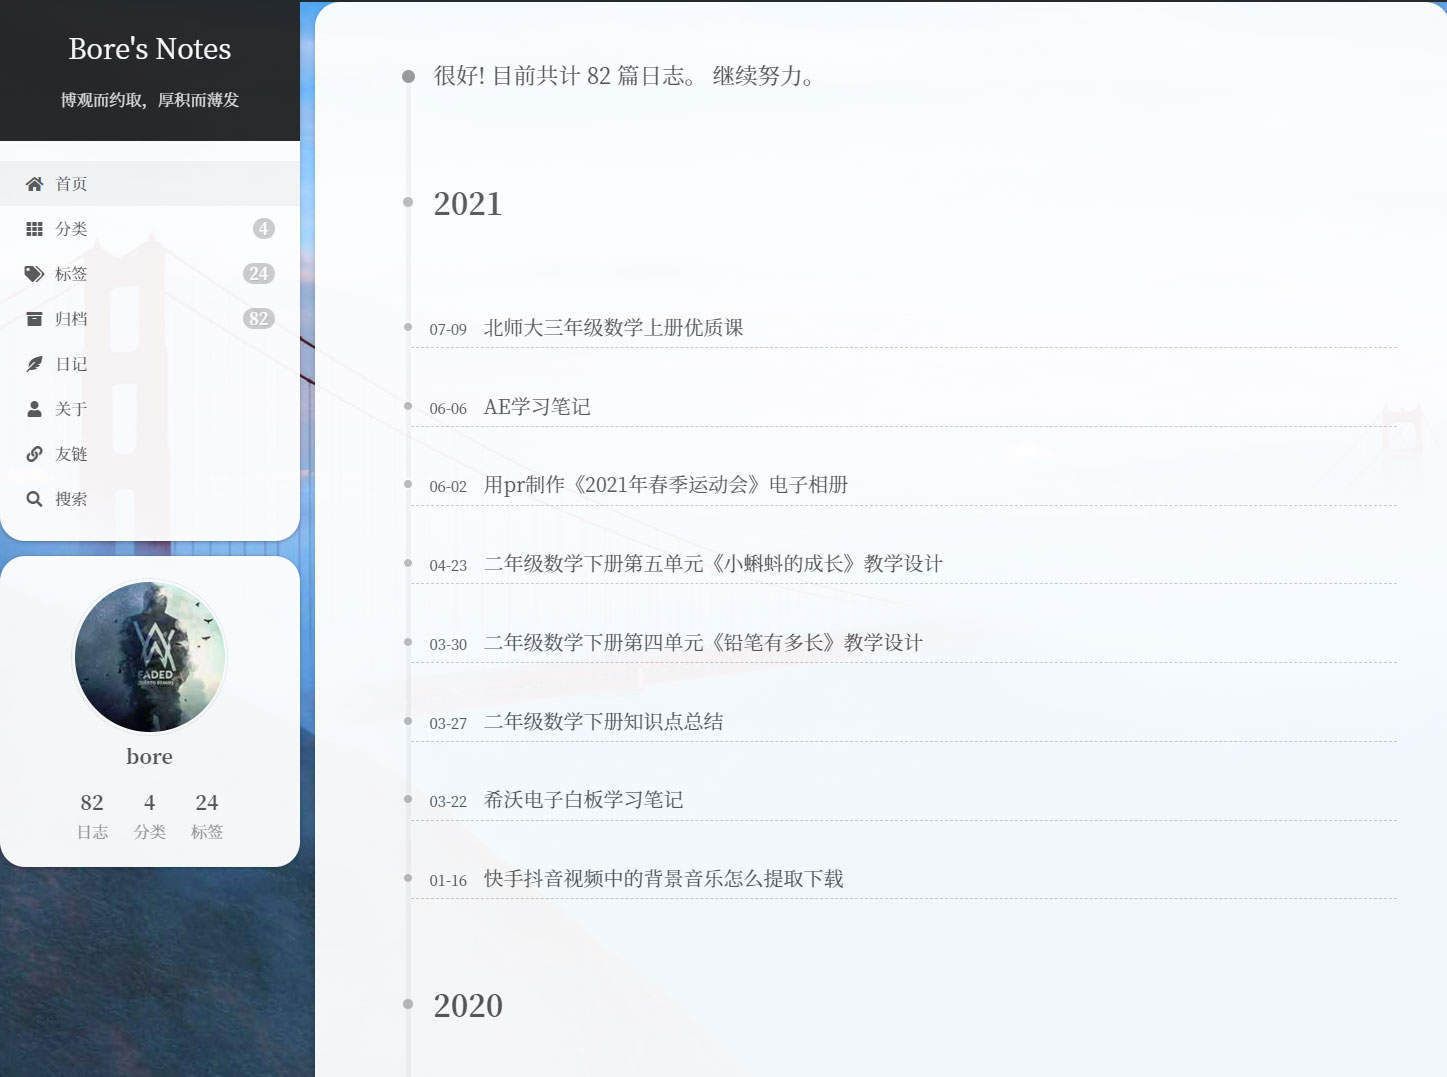 Bore's Notes
博观而约取，厚积而薄发
首页
分类 4
标签 24
归档 82
日记
关于
友链
搜索
FADED
bore
82 4 24
日志 分类 标签
很好! 目前共计 82 篇日志。 继续努力。
2021
07-09 北师大三年级数学上册优质课
06-06 AE学习笔记
06-02 用pr制作《2021年春季运动会》电子相册
04-23 二年级数学下册第五单元《小蝌蚪的成长》教学设计
03-30 二年级数学下册第四单元《铅笔有多长》教学设计
03-27 二年级数学下册知识点总结
03-22 希沃电子白板学习笔记
01-16 快手抖音视频中的背景音乐怎么提取下载
2020